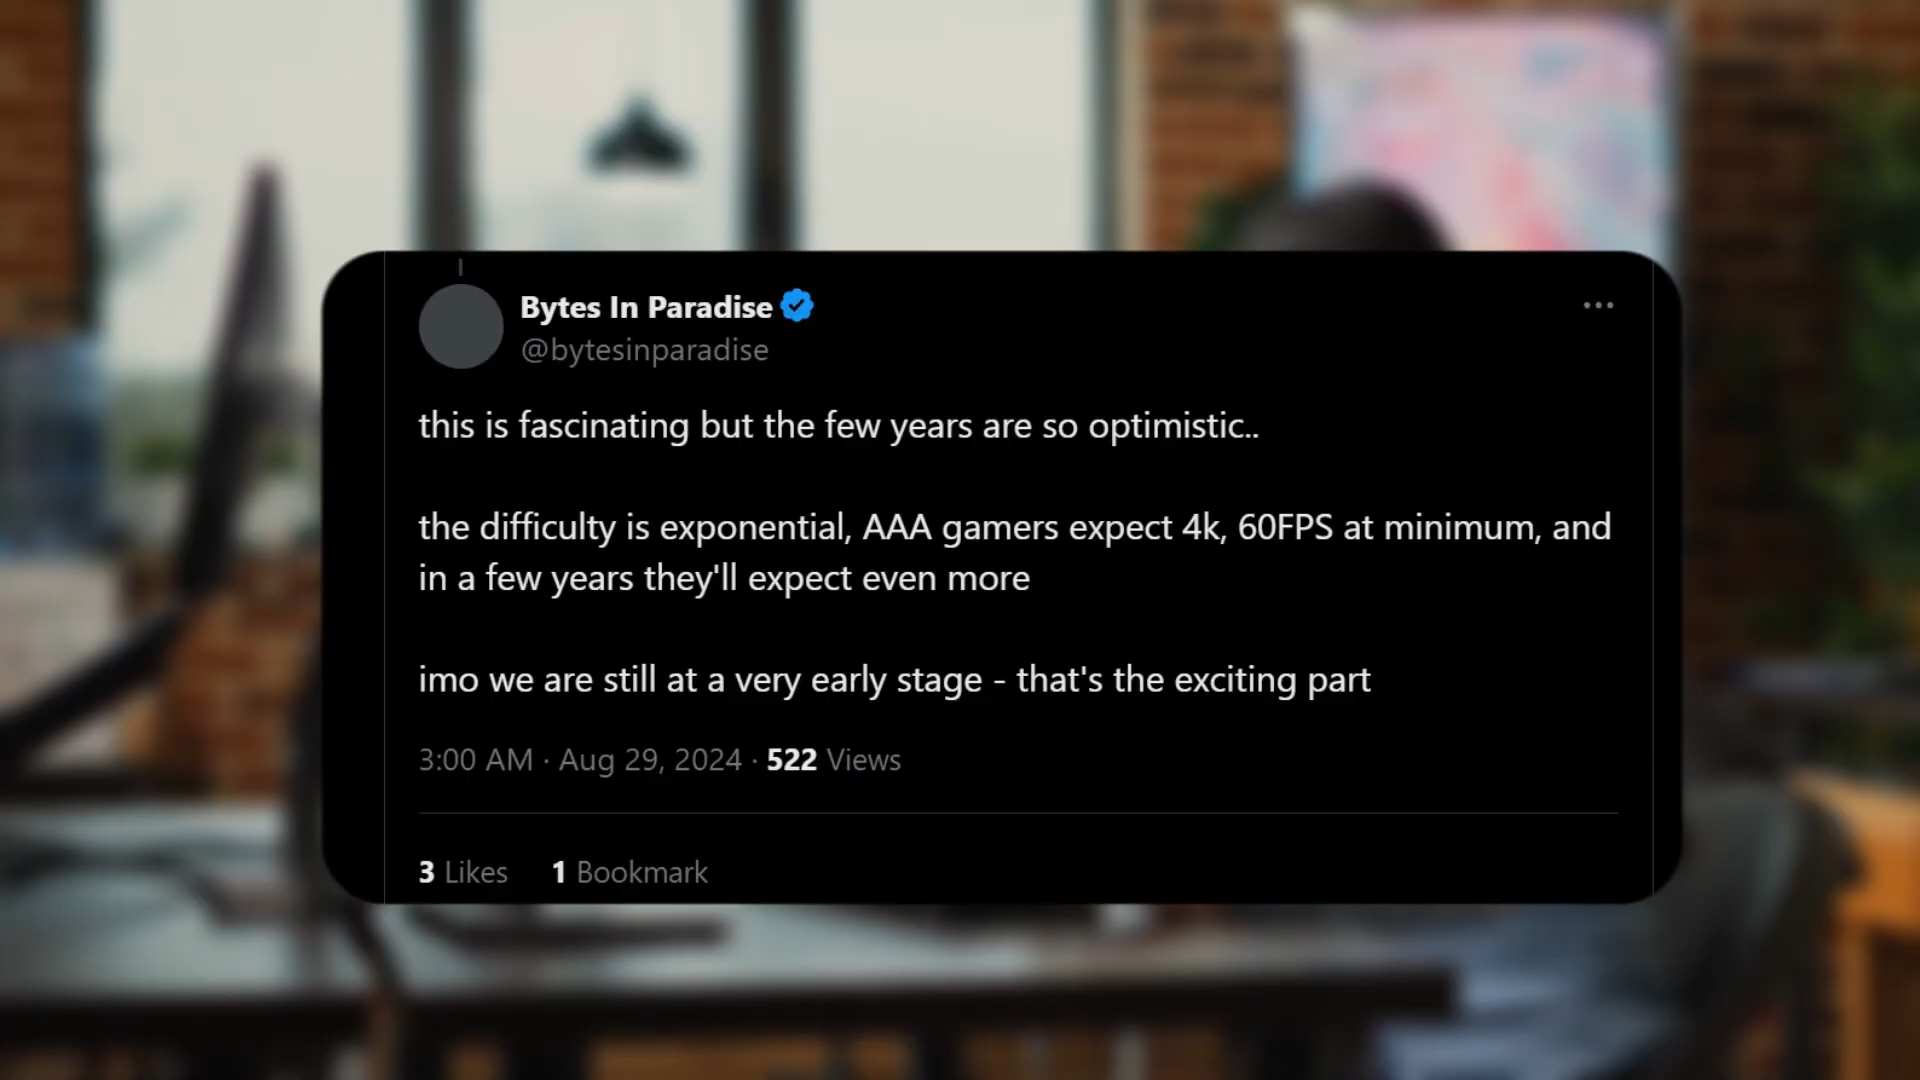 Bytes In Paradise
@bytesinparadise
this is fascinating but the few years are so optimistic..
the difficulty is exponential, AAA gamers expect 4k, 60FPS at minimum, and
in a few years they'll expect even more
imo we are still at a very early stage - that's the exciting part
3:00 AM · Aug 29, 2024 · 522 Views
3 Likes 1 Bookmark